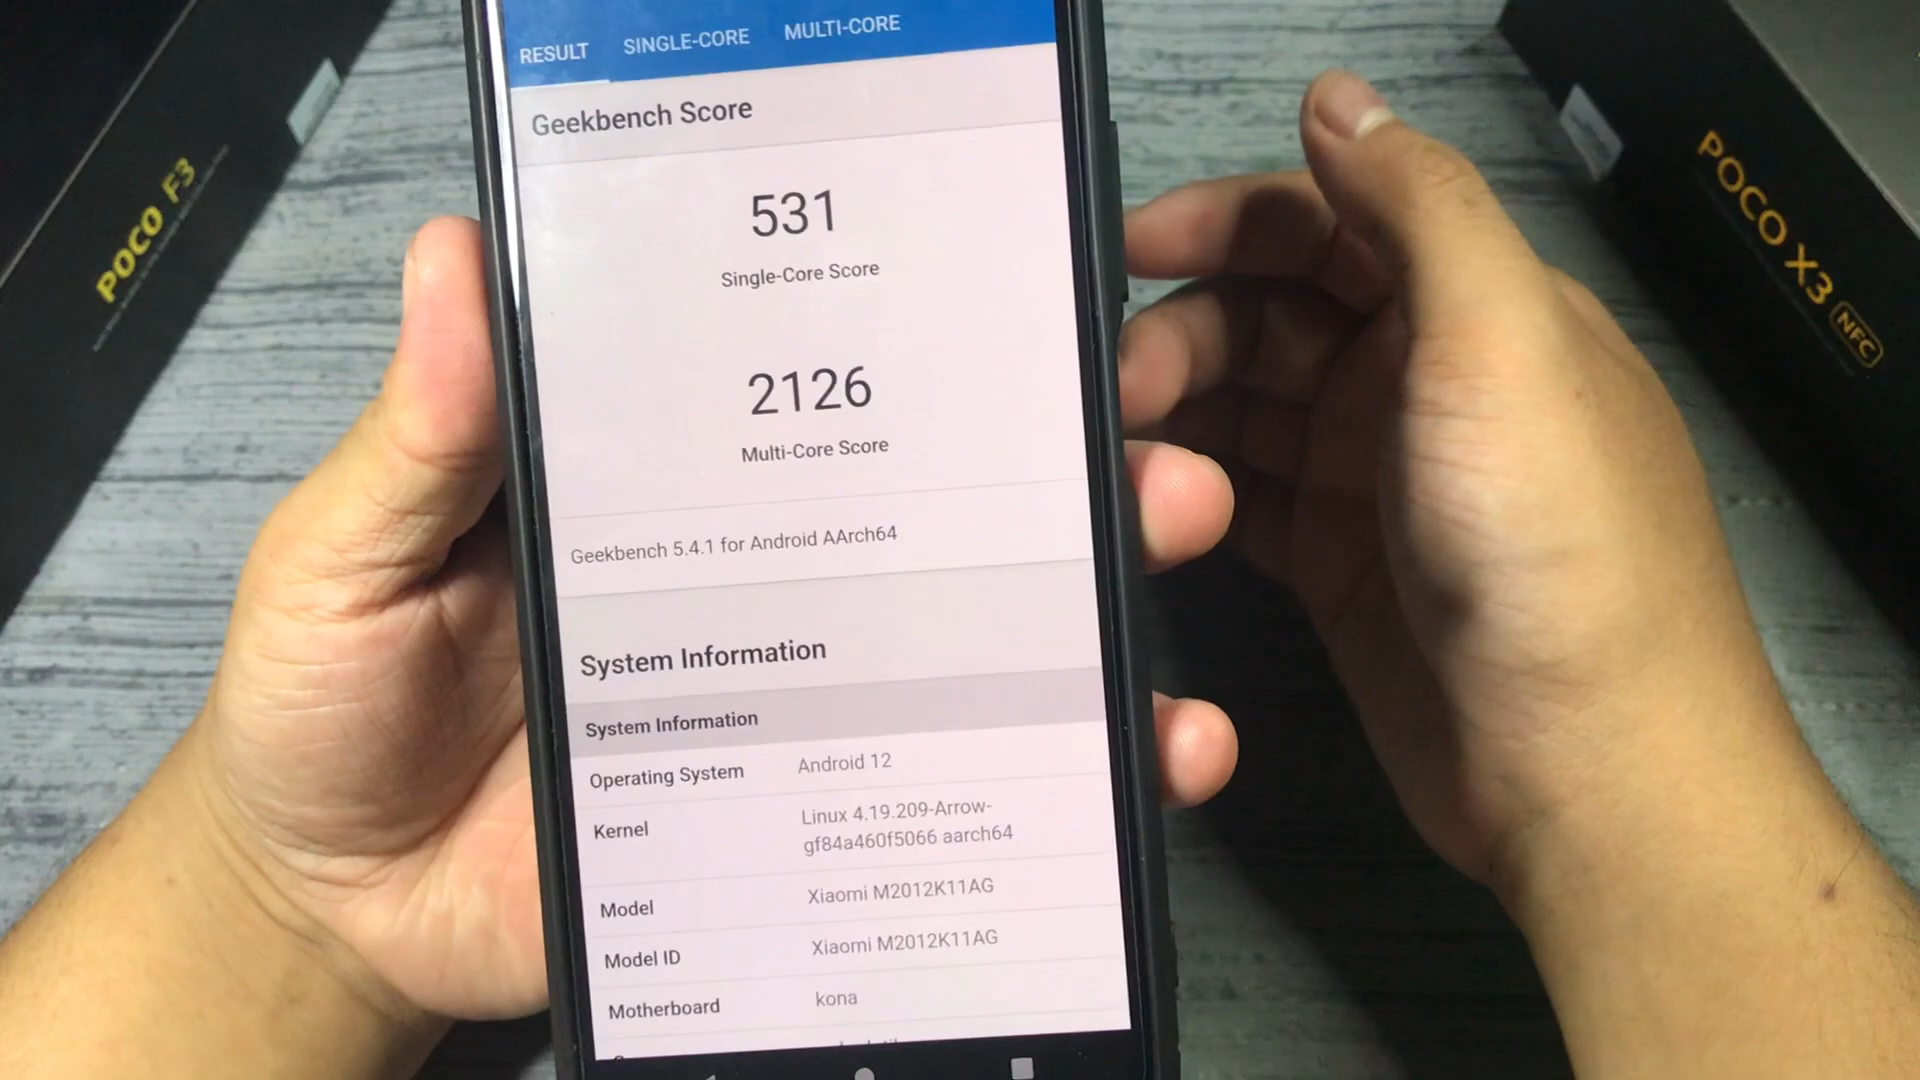 RESULT SINGLE-CORE MULTI-CORE
Geekbench Score
531
Single-Core Score
2126
Multi-Core Score
Geekbench 5.4.1 for Android AArch64
System Information
System Information
Operating System Android 12
Kernel Linux 4.19.209-Arrow-
gf84a460f5066 aarch64
Model Xiaomi M2012K11AG
Model ID Xiaomi M2012K11AG
Motherboard kona
POCO F3
POCO X3 NFC